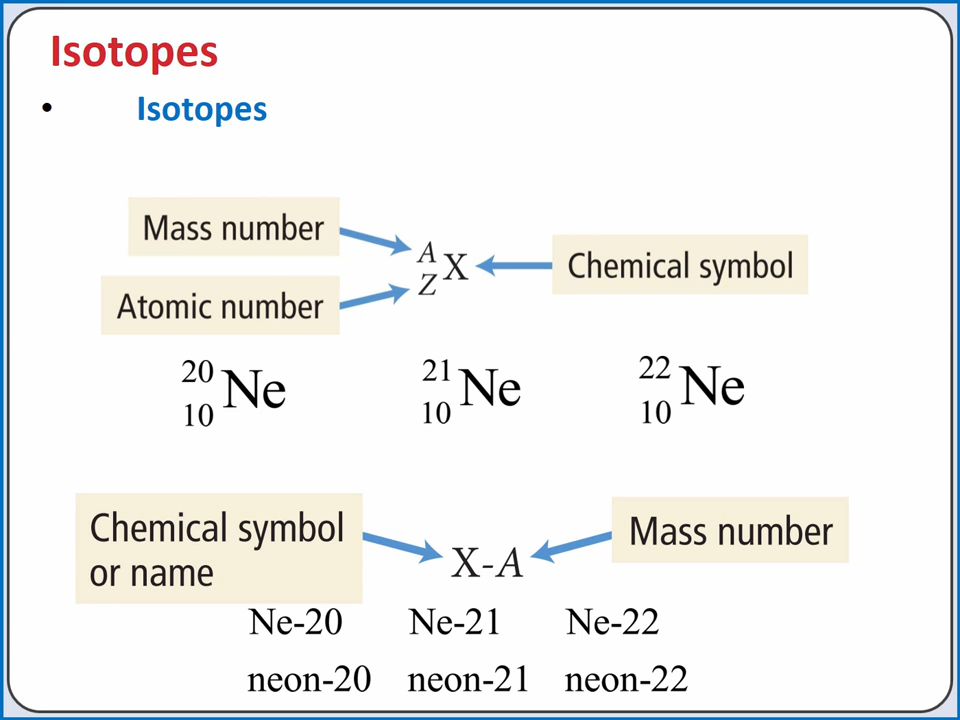 Isotopes
• Isotopes
Mass number
A
Z X
Chemical symbol
Atomic number
20
10 Ne
21
10 Ne
22
10 Ne
Chemical symbol
or name
X-A
Mass number
Ne-20 Ne-21 Ne-22
neon-20 neon-21 neon-22